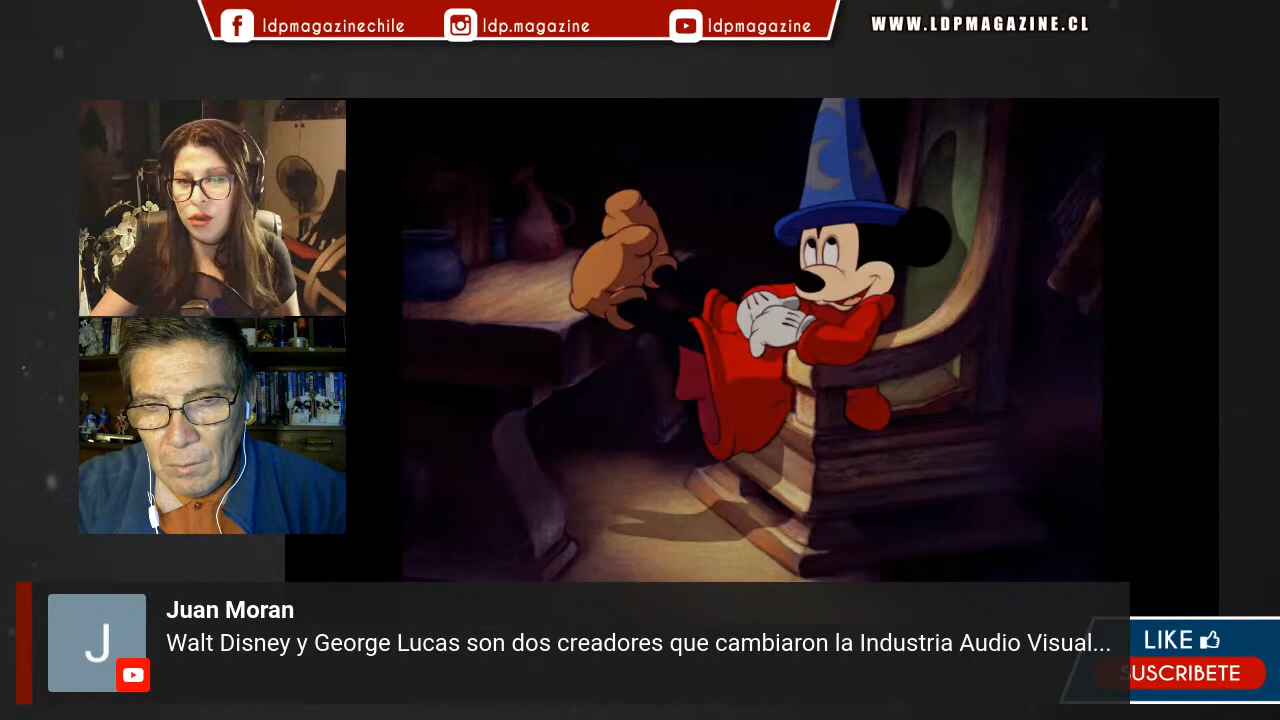 ldpmagazinechile
ldp.magazine
ldpmagazine
WWW.LDPMAGAZINE.CL
J
Juan Moran
Walt Disney y George Lucas son dos creadores que cambiaron la Industria Audio Visual...
LIKE
SUSCRIBETE